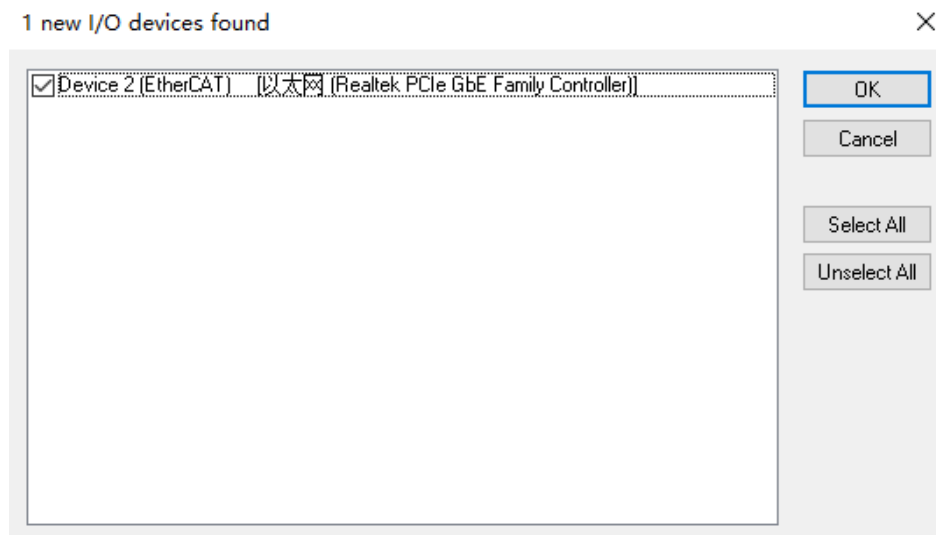 1 new I/O devices found
Device 2 (EtherCAT) [以太网 (Realtek PCIe GbE Family Controller)]
OK
Cancel
Select All
Unselect All